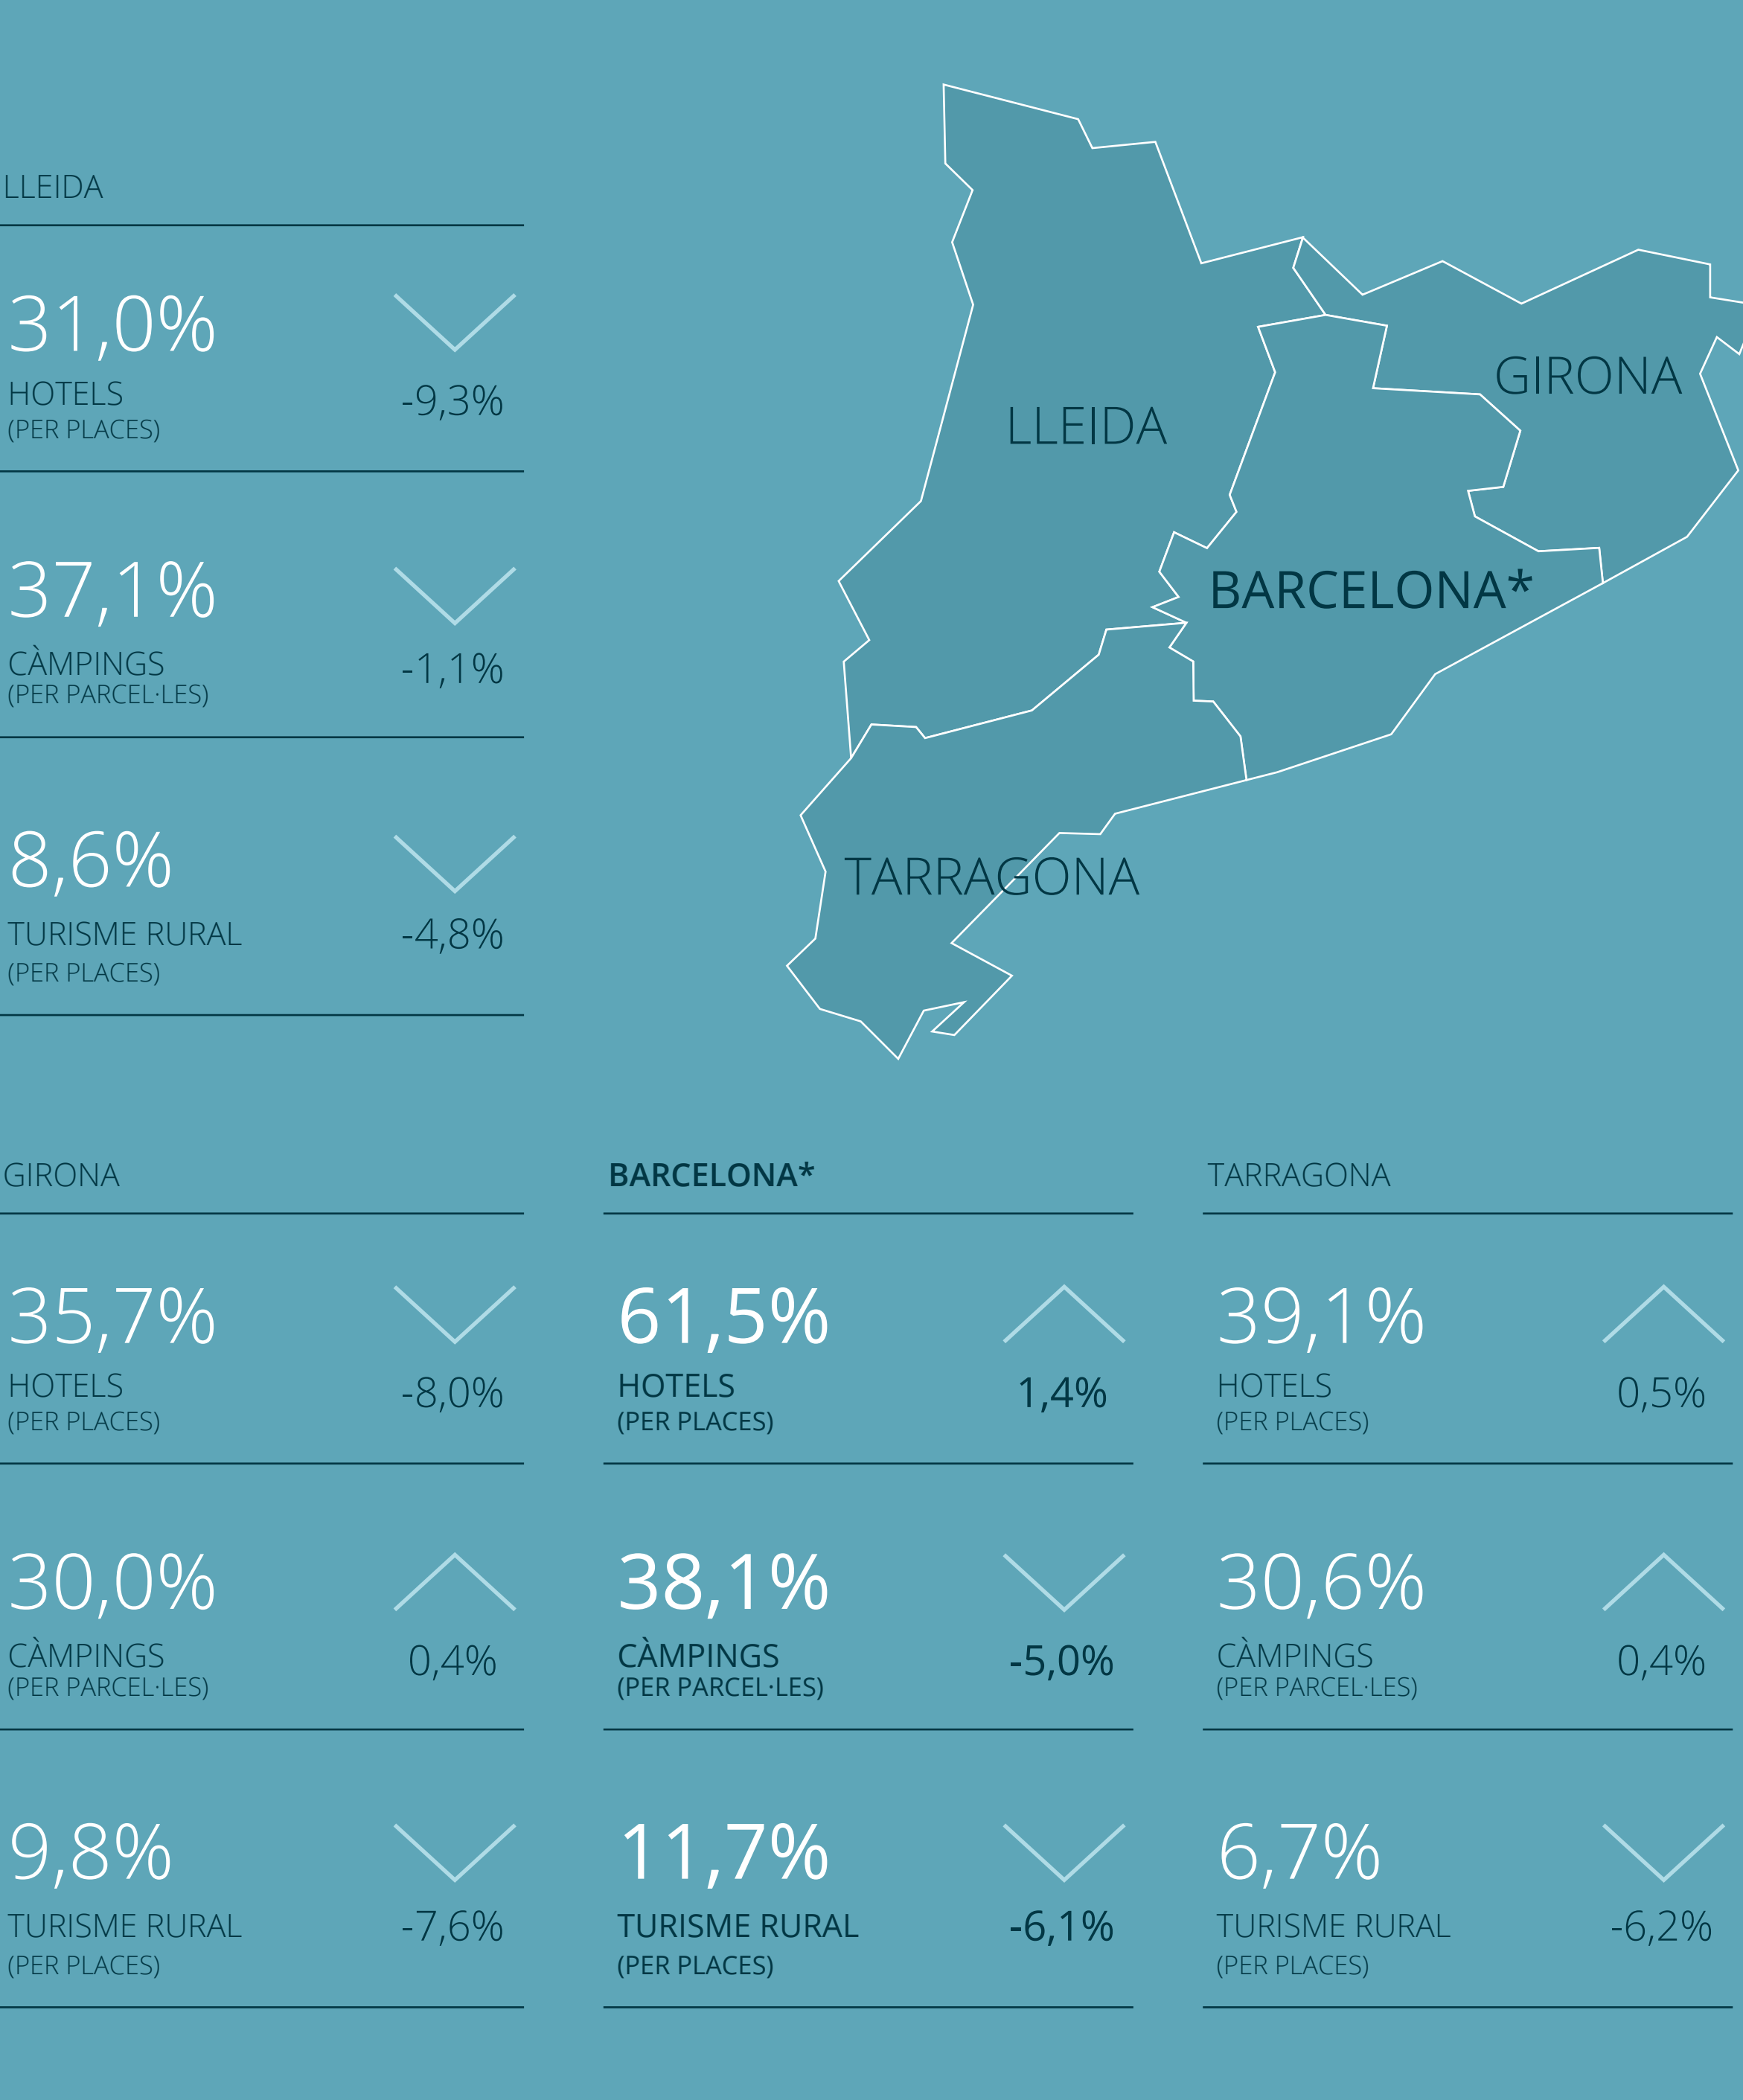 LLEIDA
31,0%
HOTELS
(PER PLACES)
-9,3%
37,1%
CÀMPINGS
(PER PARCEL·LES)
-1,1%
8,6%
TURISME RURAL
(PER PLACES)
-4,8%
LLEIDA
GIRONA
BARCELONA*
TARRAGONA
GIRONA
35,7%
HOTELS
(PER PLACES)
-8,0%
30,0%
CÀMPINGS
(PER PARCEL·LES)
0,4%
9,8%
TURISME RURAL
(PER PLACES)
-7,6%
BARCELONA*
61,5%
HOTELS
(PER PLACES)
1,4%
38,1%
CÀMPINGS
(PER PARCEL·LES)
-5,0%
11,7%
TURISME RURAL
(PER PLACES)
-6,1%
TARRAGONA
39,1%
HOTELS
(PER PLACES)
0,5%
30,6%
CÀMPINGS
(PER PARCEL·LES)
0,4%
6,7%
TURISME RURAL
(PER PLACES)
-6,2%